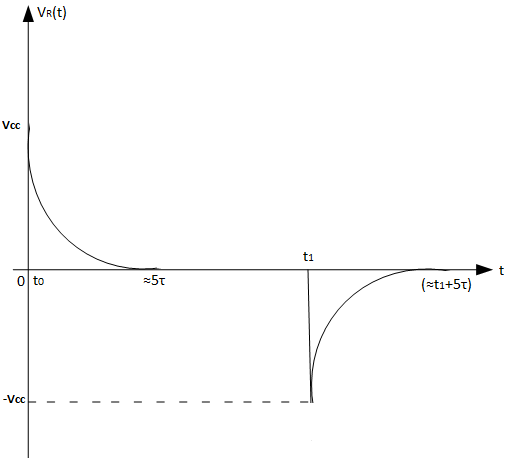 VR(t)
Vcc
t1
t
0
t0
≈5τ
(≈t1+5τ)
-Vcc